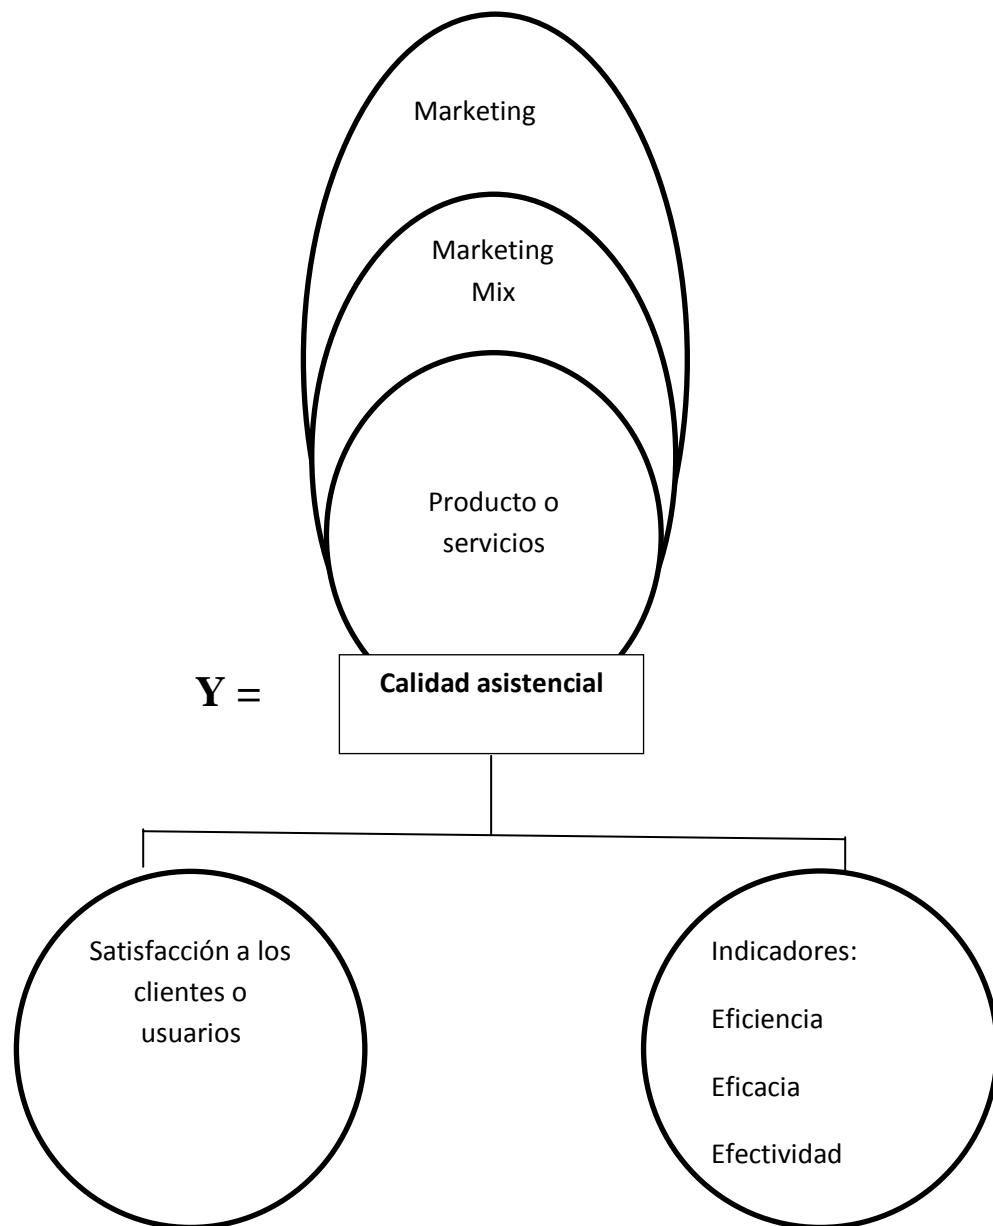 Marketing
Marketing
Mix
Producto o
servicios
Y =
Calidad asistencial
Satisfacción a los
clientes o
usuarios
Indicadores:
Eficiencia
Eficacia
Efectividad